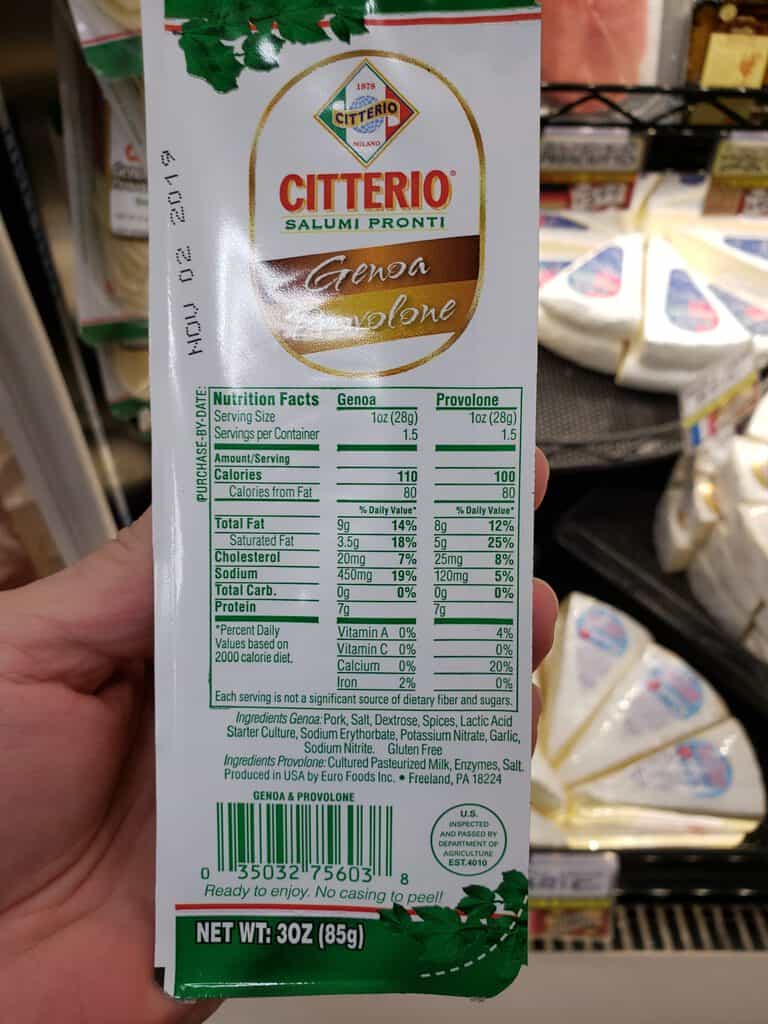 1878
CITTERIO
MILANO
CITTERIO®
SALUMI PRONTI
Genoa
Provolone
NOV 02 2019
PURCHASE-BY-DATE:
Nutrition Facts Genoa Provolone
Serving Size 1oz (28g) 1oz (28g)
Servings per Container 1.5 1.5
Amount/Serving
Calories 110 100
Calories from Fat 80 80
% Daily Value* % Daily Value*
Total Fat 9g 14% 8g 12%
Saturated Fat 3.5g 18% 5g 25%
Cholesterol 20mg 7% 25mg 8%
Sodium 450mg 19% 120mg 5%
Total Carb. 0g 0% 0g 0%
Protein 7g 7g
*Percent Daily
Values based on
2000 calorie diet.
Vitamin A 0% 4%
Vitamin C 0% 0%
Calcium 0% 20%
Iron 2% 0%
Each serving is not a significant source of dietary fiber and sugars.
Ingredients Genoa: Pork, Salt, Dextrose, Spices, Lactic Acid
Starter Culture, Sodium Erythorbate, Potassium Nitrate, Garlic,
Sodium Nitrite. Gluten Free
Ingredients Provolone: Cultured Pasteurized Milk, Enzymes, Salt.
Produced in USA by Euro Foods Inc. • Freeland, PA 18224
GENOA & PROVOLONE
0 35032 75603 8
U.S.
INSPECTED
AND PASSED BY
DEPARTMENT OF
AGRICULTURE
EST.4010
Ready to enjoy. No casing to peel!
NET WT: 3OZ (85g)